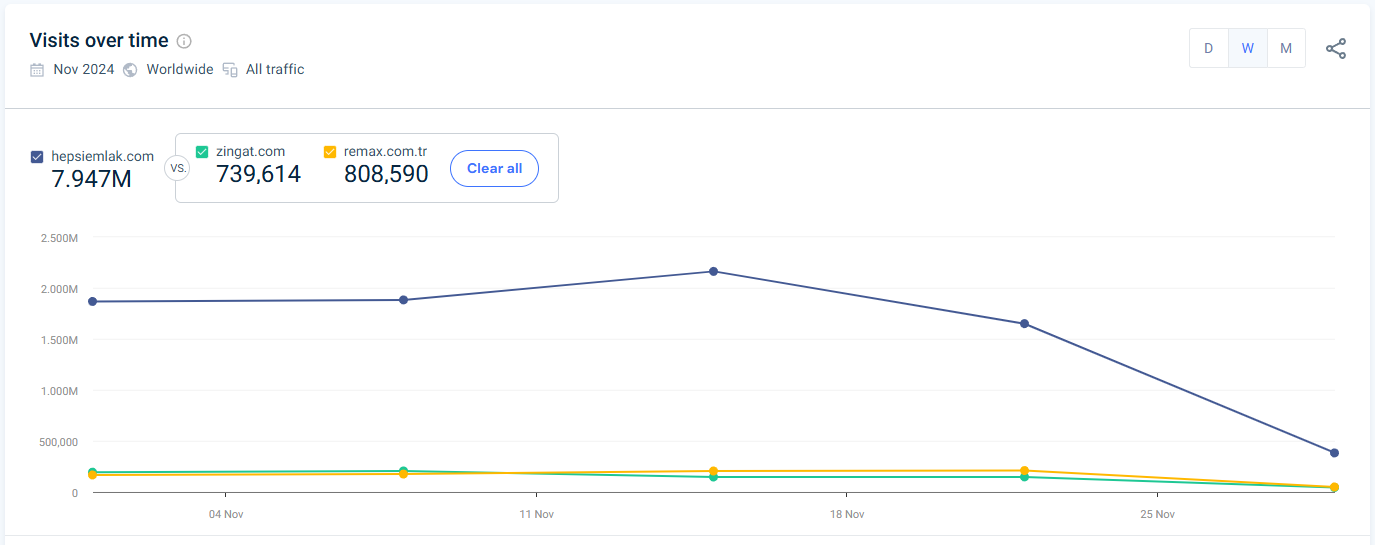 Visits over time
Nov 2024 Worldwide All traffic
D W M
hepsiemlak.com
7.947M
VS.
zingat.com
739,614
remax.com.tr
808,590
Clear all
2.500M
2.000M
1.500M
1.000M
500,000
0
04 Nov 11 Nov 18 Nov 25 Nov